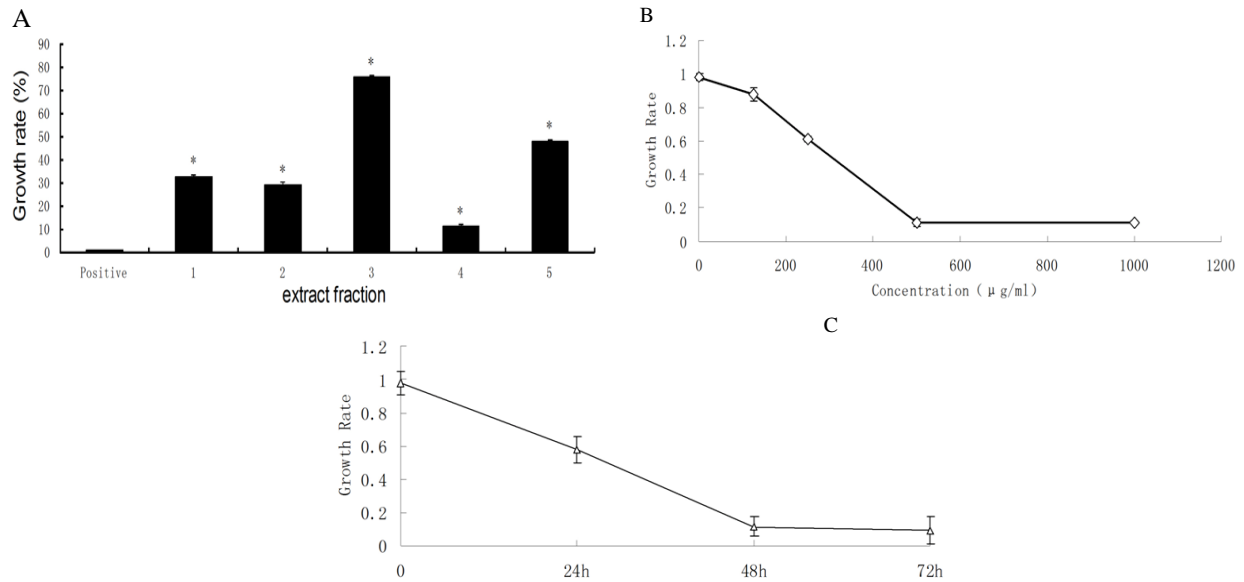 A
Growth rate (%)
90
80
70
60
50
40
30
20
10
0
* * * * *
Positive 1 2 3 4 5
extract fraction
B
Growth Rate
1.2
1
0.8
0.6
0.4
0.2
0
0 200 400 600 800 1000 1200
Concentration ( μ g/ml)
C
Growth Rate
1.2
1
0.8
0.6
0.4
0.2
0
0 24h 48h 72h